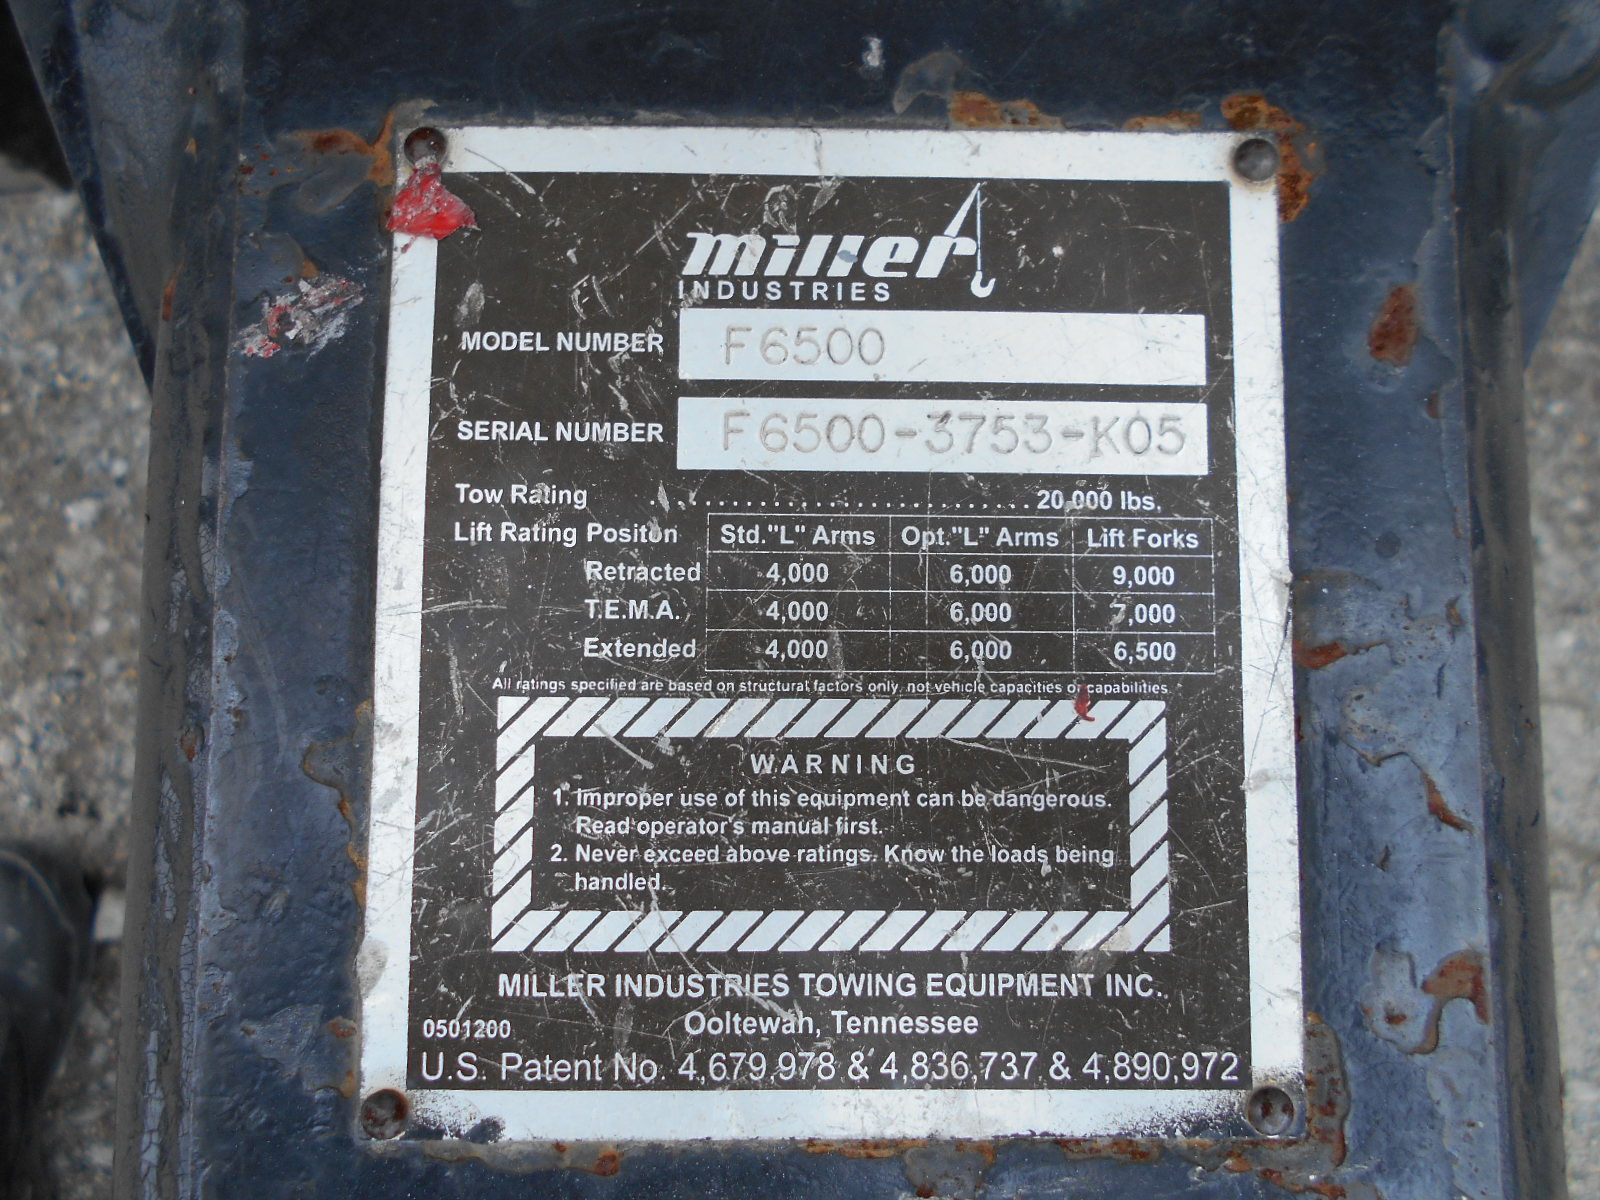 miller
INDUSTRIES
MODEL NUMBER F6500
SERIAL NUMBER F6500-3753-K05
Tow Rating ................................ 20,000 lbs.
Lift Rating Positon Std."L" Arms Opt."L" Arms Lift Forks
Retracted 4,000 6,000 9,000
T.E.M.A. 4,000 6,000 7,000
Extended 4,000 6,000 6,500
All ratings specified are based on structural factors only, not vehicle capacities or capabilities
WARNING
1. Improper use of this equipment can be dangerous.
Read operator's manual first.
2. Never exceed above ratings. Know the loads being
handled.
MILLER INDUSTRIES TOWING EQUIPMENT INC.
0501200 Ooltewah, Tennessee
U.S. Patent No. 4,679,978 & 4,836,737 & 4,890,972